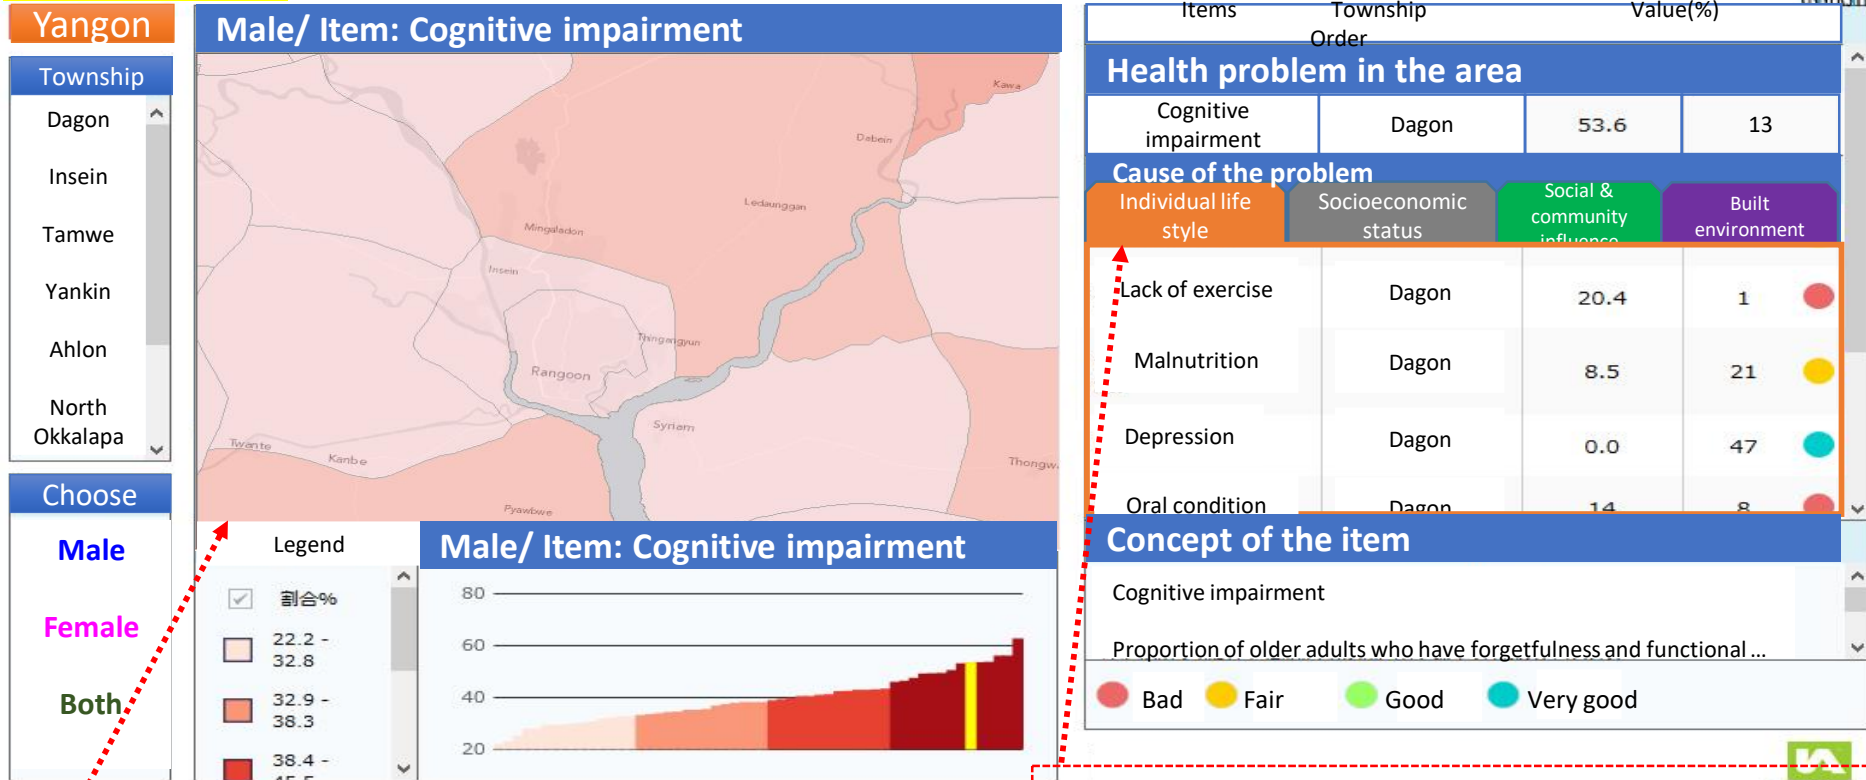 Yangon
Township
Dagon
Insein
Tamwe
Yankin
Ahlon
North
Okkalapa
Choose
Male
Female
Both
Male/ Item: Cognitive impairment
Kawa
Debein
Ledaunggan
Mingaladon
Insein
Thingangyun
Rangoon
Syriam
Twante
Kanbe
Thongw
Pyawbwe
Legend
割合%
22.2 -
32.8
32.9 -
38.3
38.4 -
Male/ Item: Cognitive impairment
80
60
40
20
Items Township Value(%)
Order
Health problem in the area
Cognitive
impairment Dagon 53.6 13
Cause of the problem
Individual life
style
Socioeconomic
status
Social &
community
influence
Built
environment
Lack of exercise Dagon 20.4 1
Malnutrition Dagon 8.5 21
Depression Dagon 0.0 47
Oral condition Dagon 14 8
Concept of the item
Cognitive impairment
Proportion of older adults who have forgetfulness and functional ...
Bad Fair Good Very good